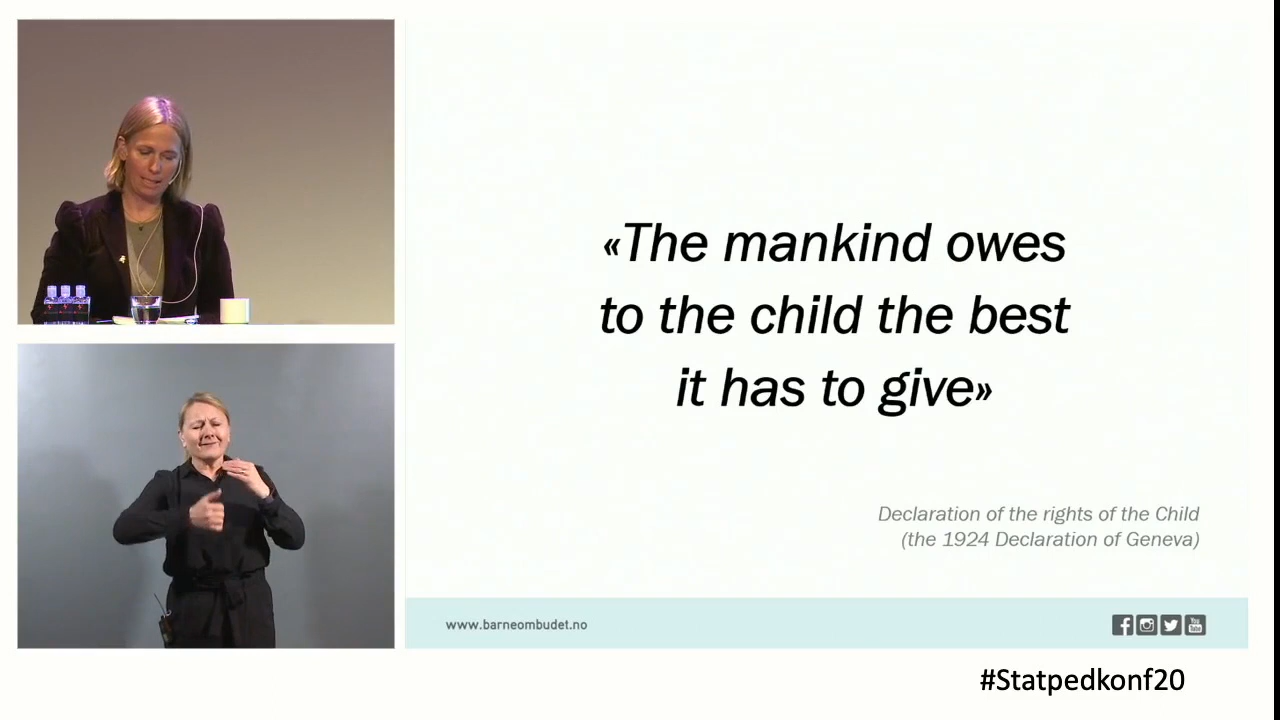 «The mankind owes
to the child the best
it has to give»
Declaration of the rights of the Child
(the 1924 Declaration of Geneva)
www.barneombudet.no
#Statpedkonf20